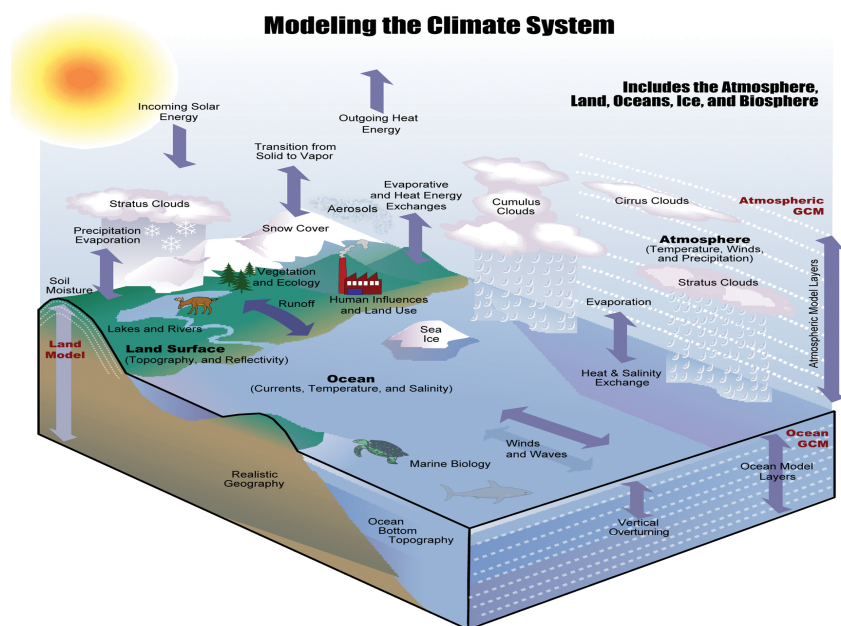 Modeling the Climate System
Includes the Atmosphere,
Land, Oceans, Ice, and Biosphere
Incoming Solar
Energy
Outgoing Heat
Energy
Transition from
Solid to Vapor
Evaporative
and Heat Energy
Exchanges
Stratus Clouds
Aerosols
Cumulus
Clouds
Cirrus Clouds
Atmospheric
GCM
Precipitation
Evaporation
Snow Cover
Atmosphere
(Temperature, Winds,
and Precipitation)
Soil
Moisture
Vegetation
and Ecology
Stratus Clouds
Atmospheric Model Layers
Runoff
Human Influences
and Land Use
Evaporation
Lakes and Rivers
Land
Model
Land Surface
(Topography, and Reflectivity)
Sea
Ice
Heat & Salinity
Exchange
Ocean
(Currents, Temperature, and Salinity)
Ocean
GCM
Winds
and Waves
Marine Biology
Ocean Model
Layers
Realistic
Geography
Ocean
Bottom
Topography
Vertical
Overturning